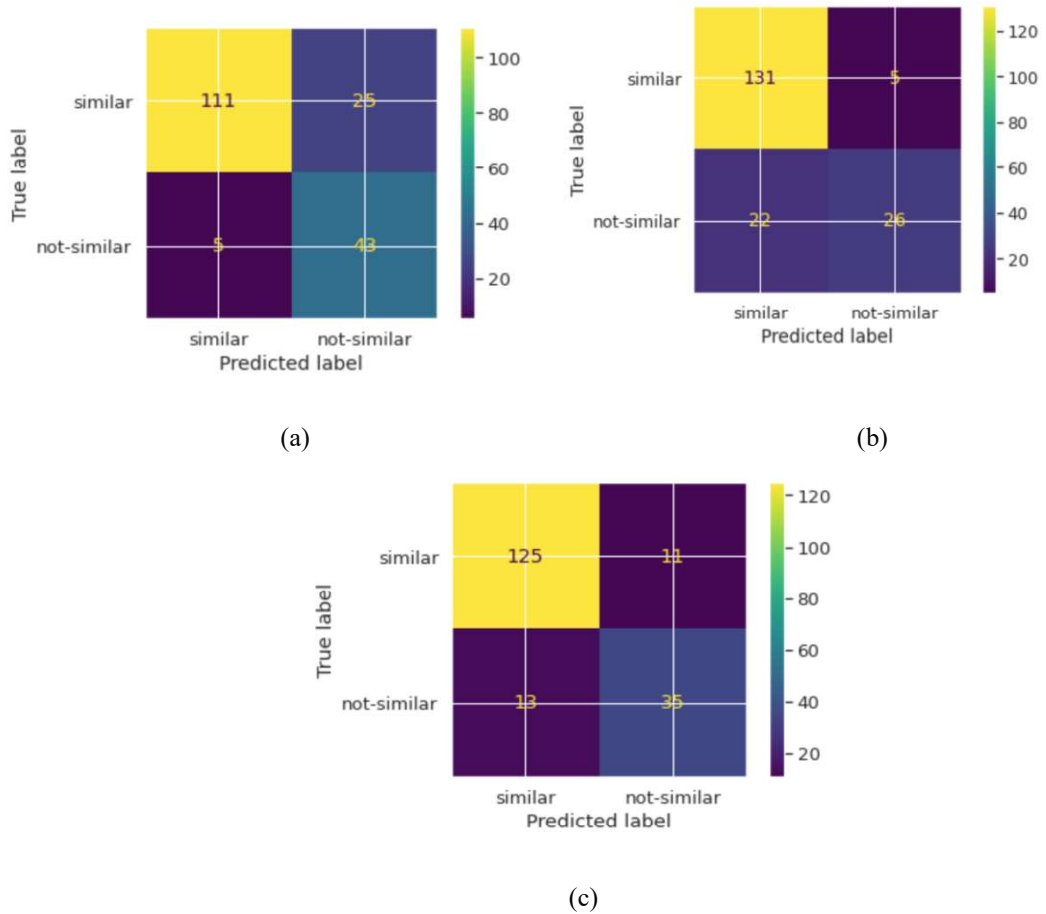 similar
not-similar
True label
111
25
5
43
similar
not-similar
Predicted label
100
80
60
40
20
(a)
similar
not-similar
True label
131
5
22
26
similar
not-similar
Predicted label
120
100
80
60
40
20
(b)
similar
not-similar
True label
125
11
13
35
similar
not-similar
Predicted label
120
100
80
60
40
20
(c)